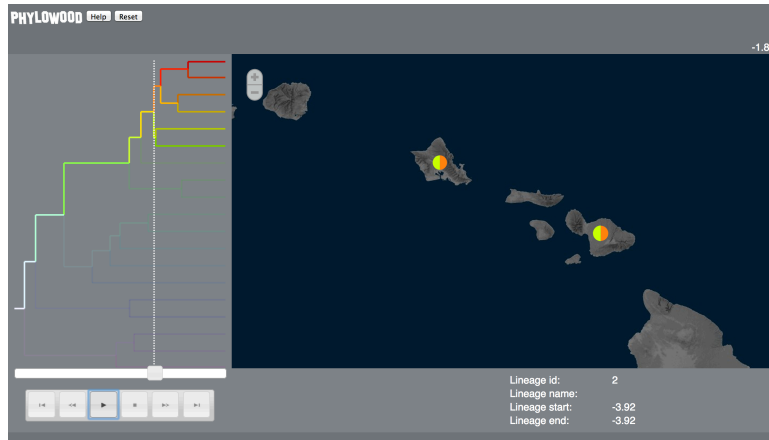 PHYLOWOOD Help Reset
-1.8
Lineage id: 2
Lineage name:
Lineage start: -3.92
Lineage end: -3.92